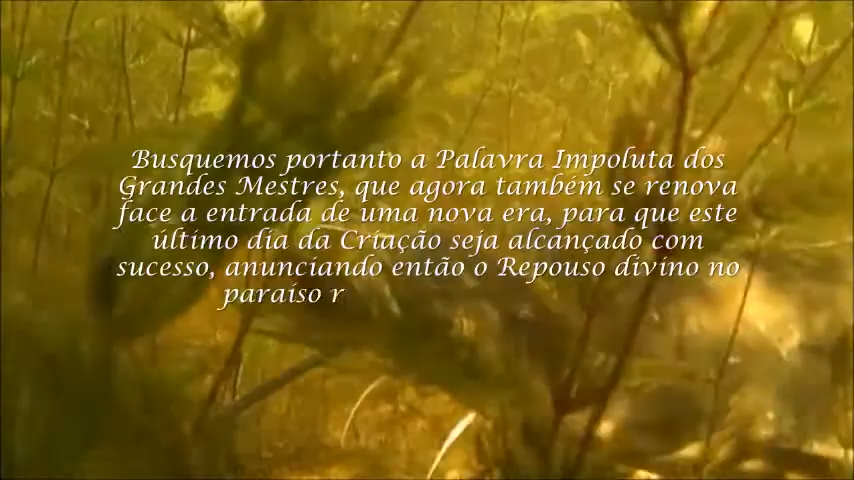 Busquemos portanto a Palavra Impoluta dos
Grandes Mestres, que agora também se renova
face a entrada de uma nova era, para que este
último dia da Criação seja alcançado com
sucesso, anunciando então o Repouso divino no
paraiso r